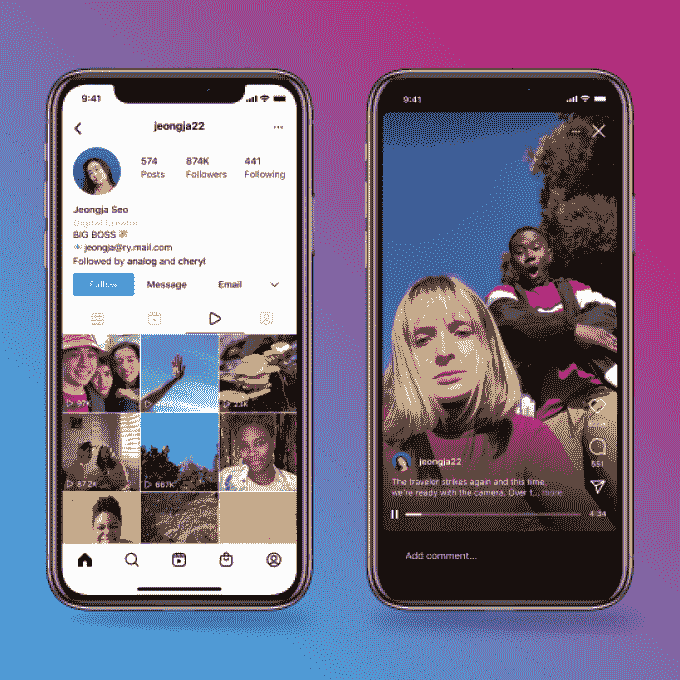 9:41
jeongja22
574
874K
441
Posts
Followers
Following
Jeongja Seo
Digital Creator
BIG BOSS
jeongja@ry.mail.com
Followed by analog and cheryl
Follow
Message
Email
97K
23K
87.2K
667K
9:41
551
jeongja22
The travelor strikes again and this time
we're ready with the camera. Over t... more
4:34
Add comment...